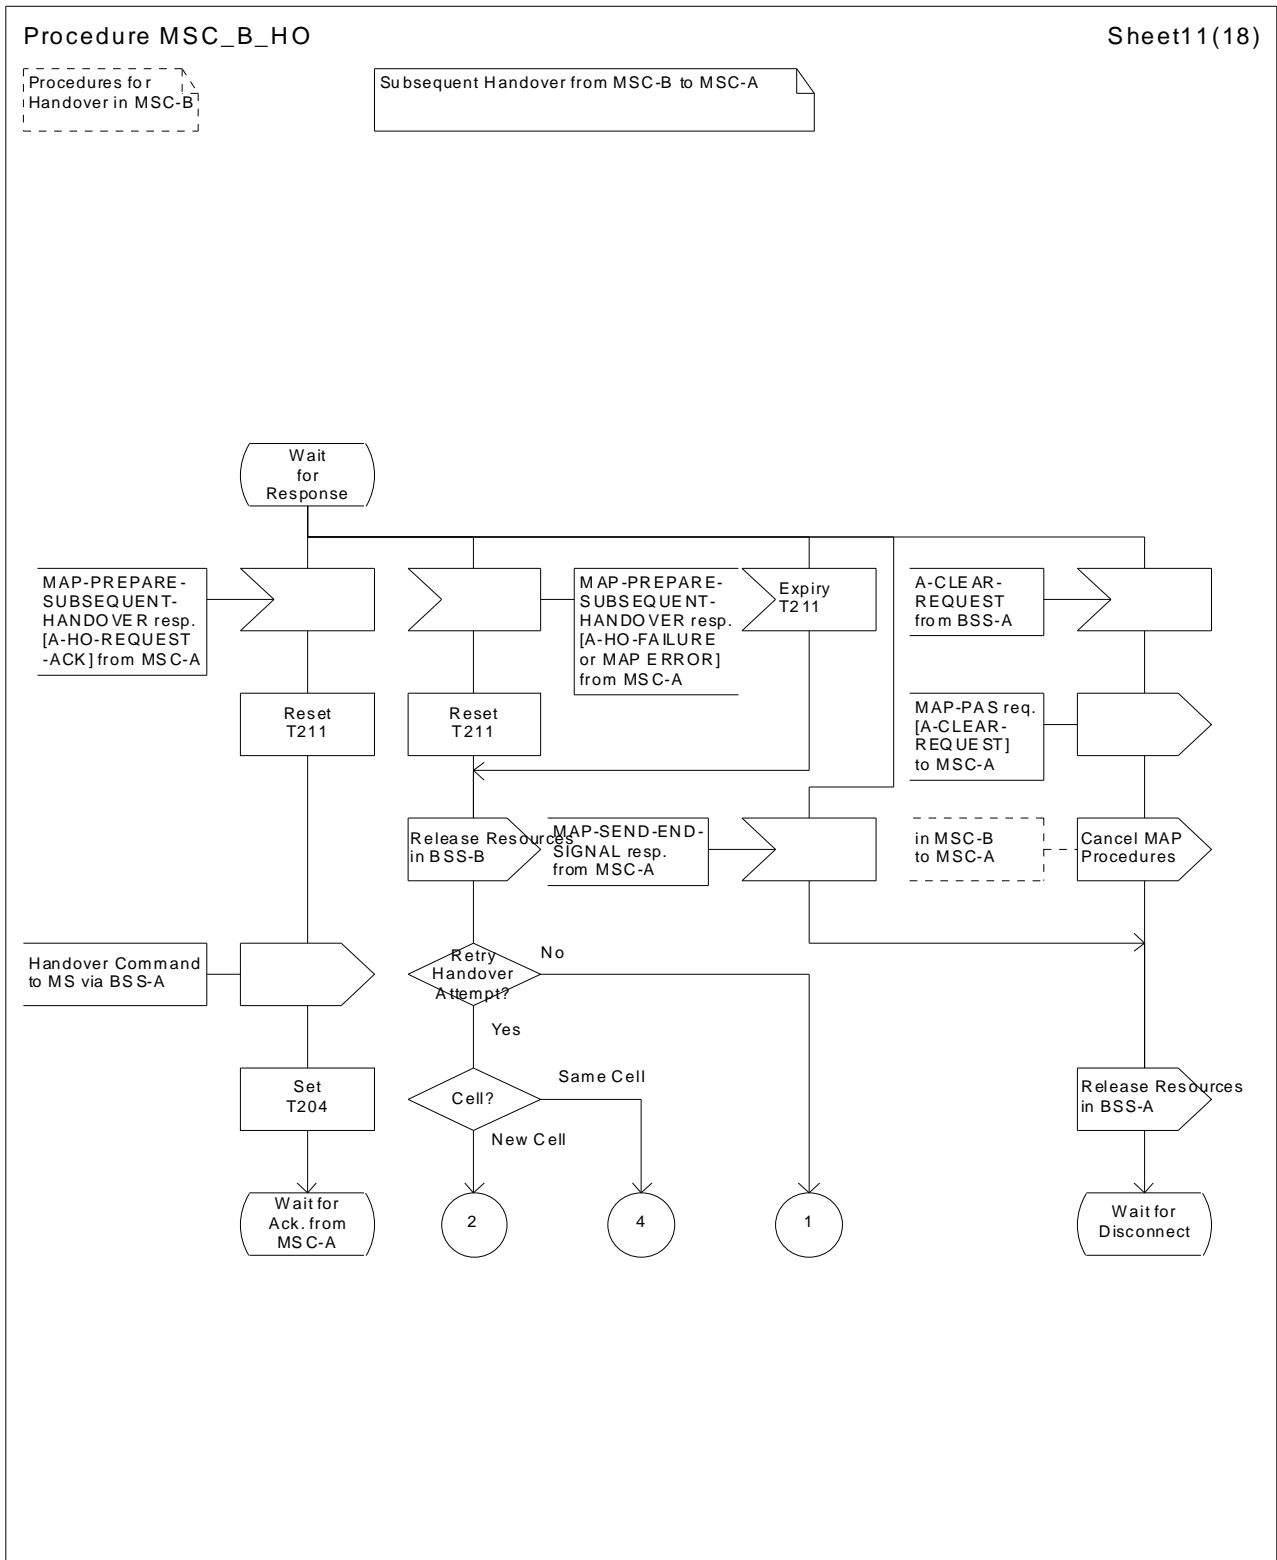 Procedure MSC_B_HO
Sheet11(18)
Procedures for
Handover in MSC-B
Subsequent Handover from MSC-B to MSC-A
Wait
for
Response
MAP-PREPARE-
SUBSEQUENT-
HANDOVER resp.
[A-HO-REQUEST
-ACK] from MSC-A
MAP-PREPARE-
SUBSEQUENT-
HANDOVER resp.
[A-HO-FAILURE
or MAP ERROR]
from MSC-A
Expiry
T211
A-CLEAR-
REQUEST
from BSS-A
Reset
T211
Reset
T211
MAP-PAS req.
[A-CLEAR-
REQUEST]
to MSC-A
Release Resources
in BSS-B
MAP-SEND-END-
SIGNAL resp.
from MSC-A
in MSC-B
to MSC-A
Cancel MAP
Procedures
Handover Command
to MS via BSS-A
Retry
Handover
Attempt?
No
Yes
Set
T204
Cell?
Same Cell
New Cell
Release Resources
in BSS-A
Wait for
Ack. from
MSC-A
2
4
1
Wait for
Disconnect